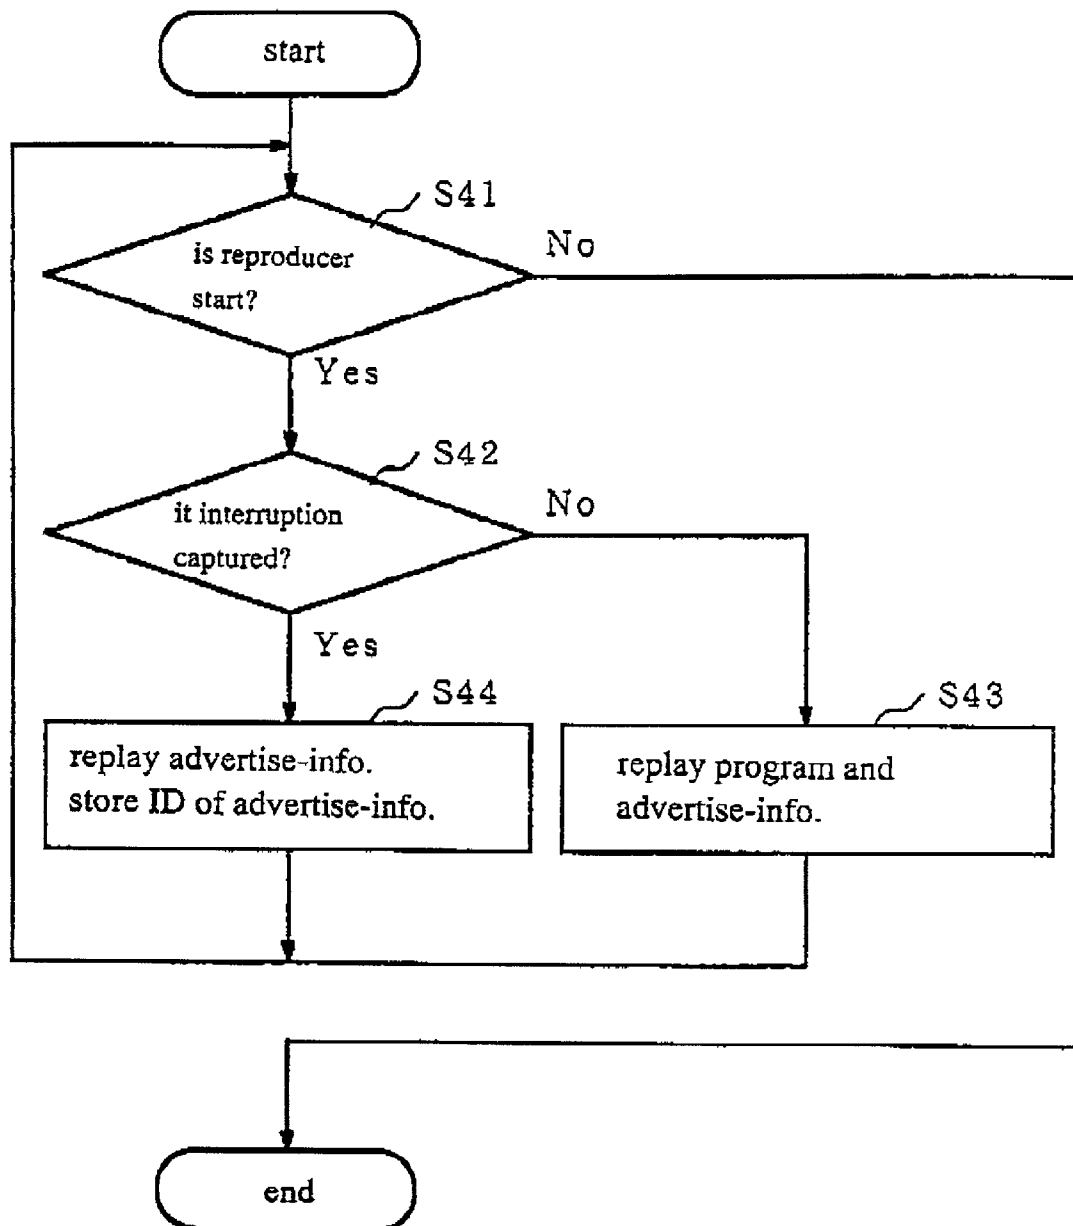 start
S41
is reproducer
start?
No
Yes
S42
it interruption
captured?
No
Yes
S44
replay advertise-info.
store ID of advertise-info.
S43
replay program and
advertise-info.
end